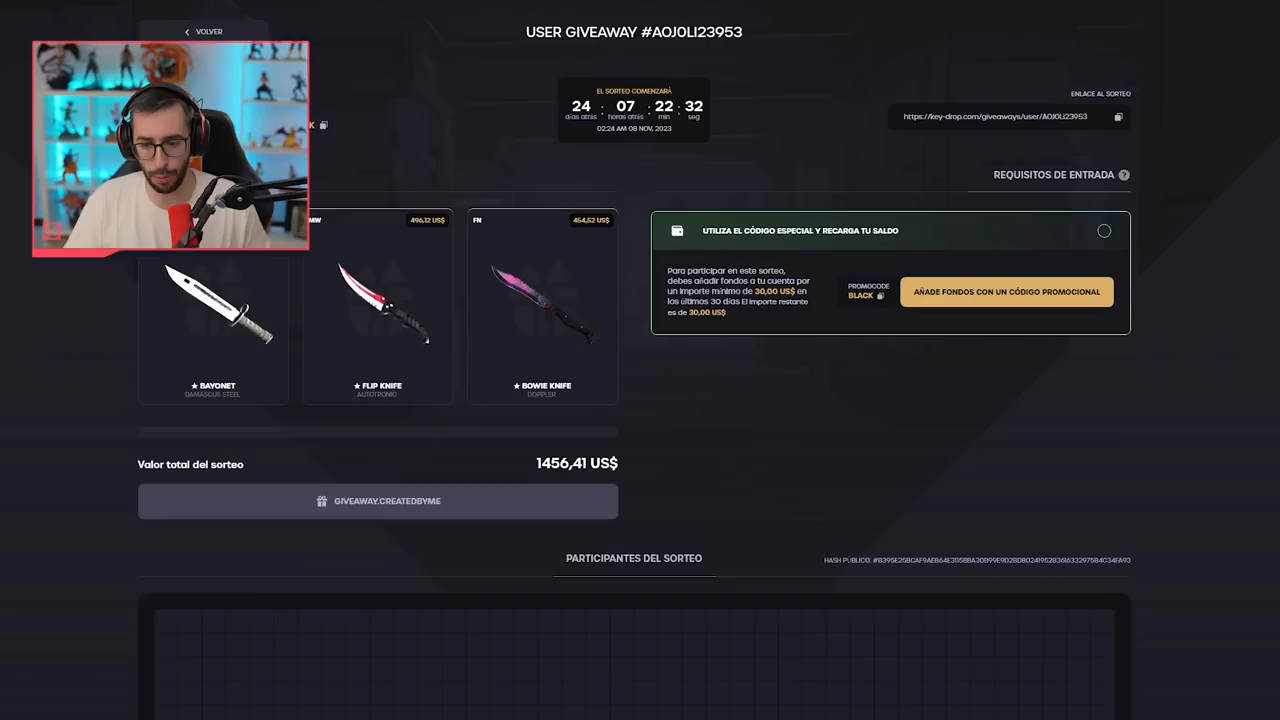 VOLVER
USER GIVEAWAY #AOJ0LI23953
EL SORTEO COMENZARÁ
24 : 07 : 22 : 32
días atrás horas atrás min seg
02:24 AM 08 NOV, 2023
ENLACE AL SORTEO
K
https://key-drop.com/giveaways/user/AOJ0LI23953
REQUISITOS DE ENTRADA ?
MW 496,12 US$
FN 454,52 US$
UTILIZA EL CÓDIGO ESPECIAL Y RECARGA TU SALDO
Para participar en este sorteo,
debes añadir fondos a tu cuenta por
un importe mínimo de 30,00 US$ en
los últimos 30 días El importe restante
es de 30,00 US$
PROMOCODE
BLACK
AÑADE FONDOS CON UN CÓDIGO PROMOCIONAL
★ BAYONET
DAMASCUS STEEL
★ FLIP KNIFE
AUTOTRONIC
★ BOWIE KNIFE
DOPPLER
Valor total del sorteo 1456,41 US$
GIVEAWAY.CREATEDBYME
PARTICIPANTES DEL SORTEO
HASH PÚBLICO: